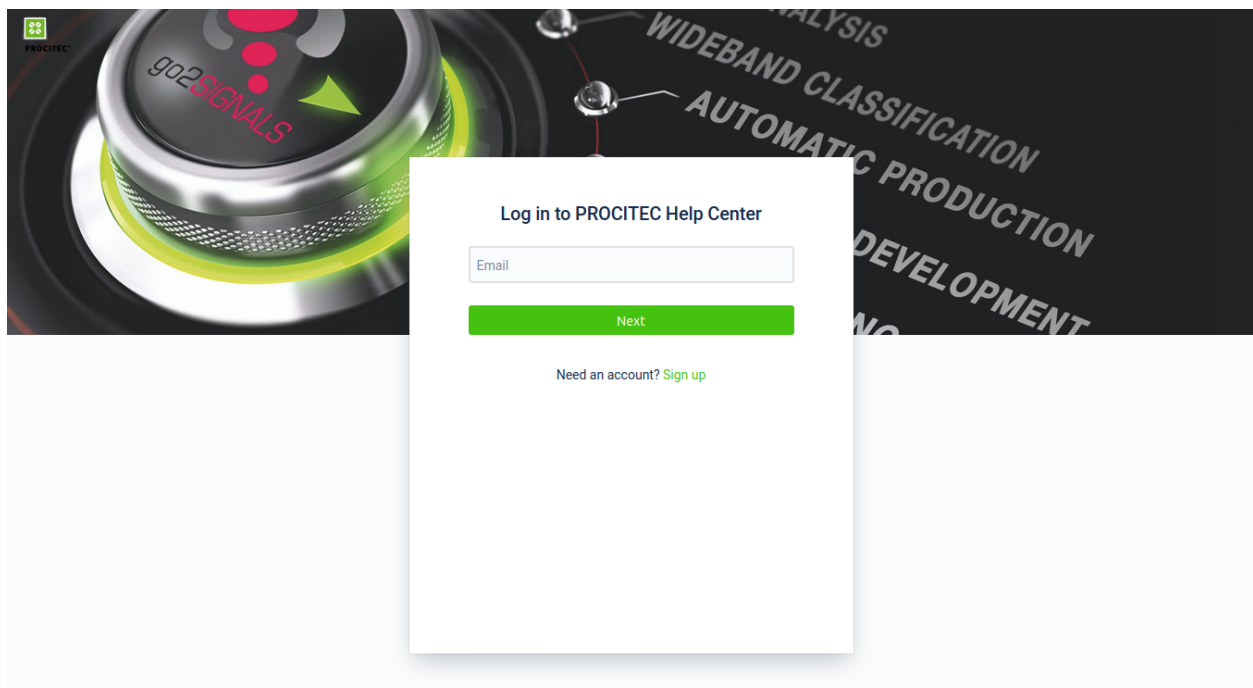 PROCITEC
go2SIGNALS
WIDEBAND CLASSIFICATION
AUTOMATIC PRODUCTION
DEVELOPMENT
Log in to PROCITEC Help Center
Email
Next
Need an account? Sign up